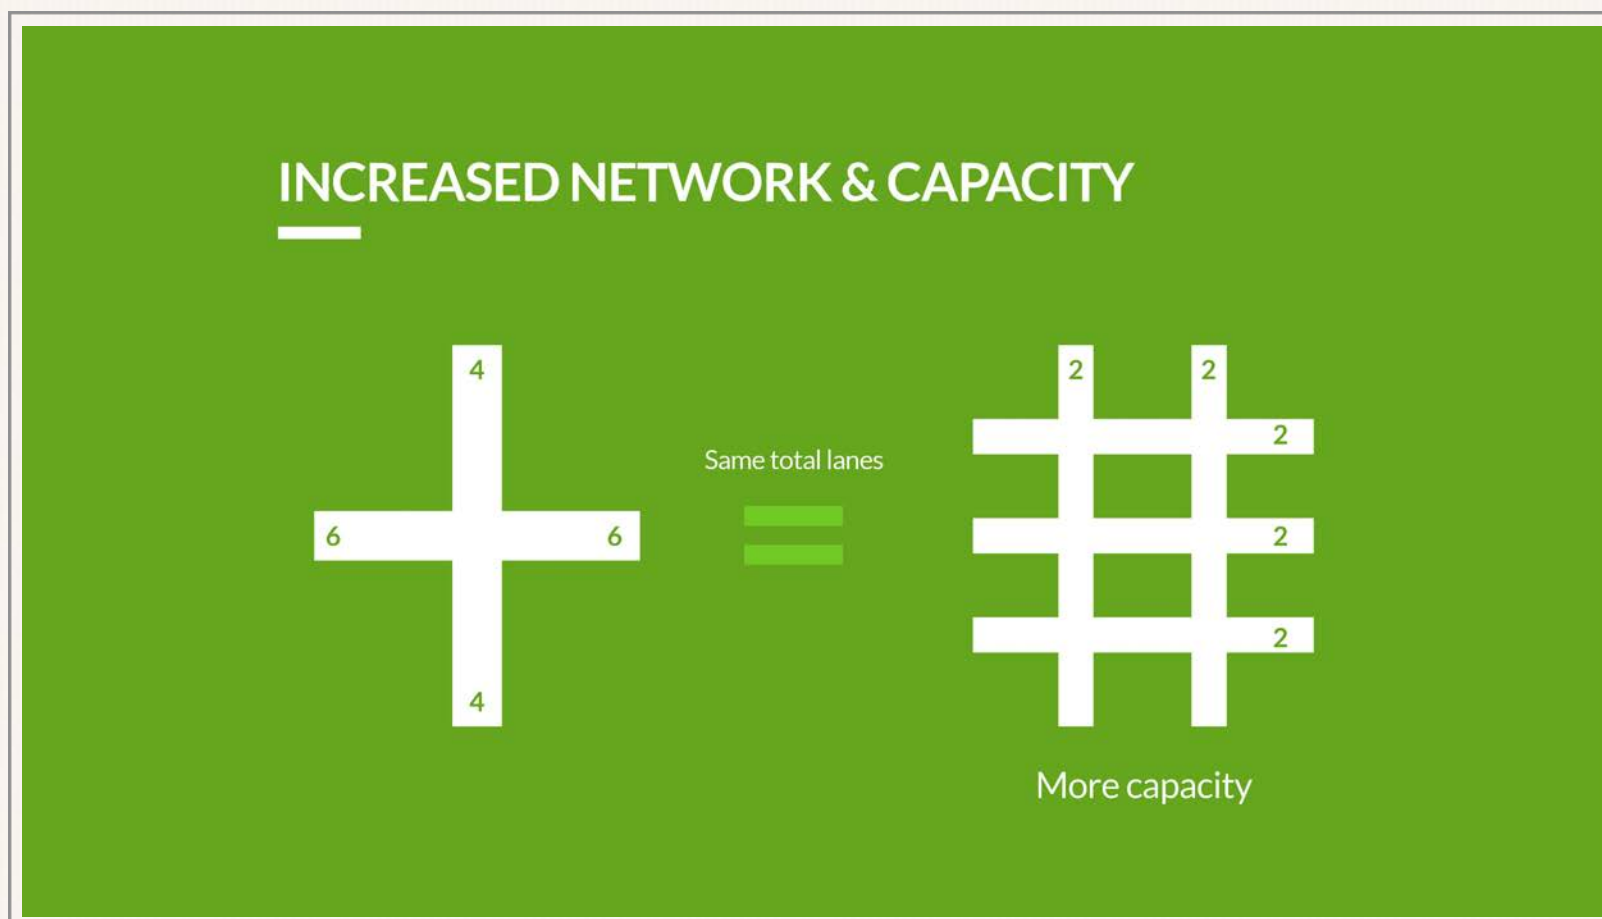 INCREASED NETWORK & CAPACITY
4
6 6
4
Same total lanes
2 2
2
2
2
More capacity